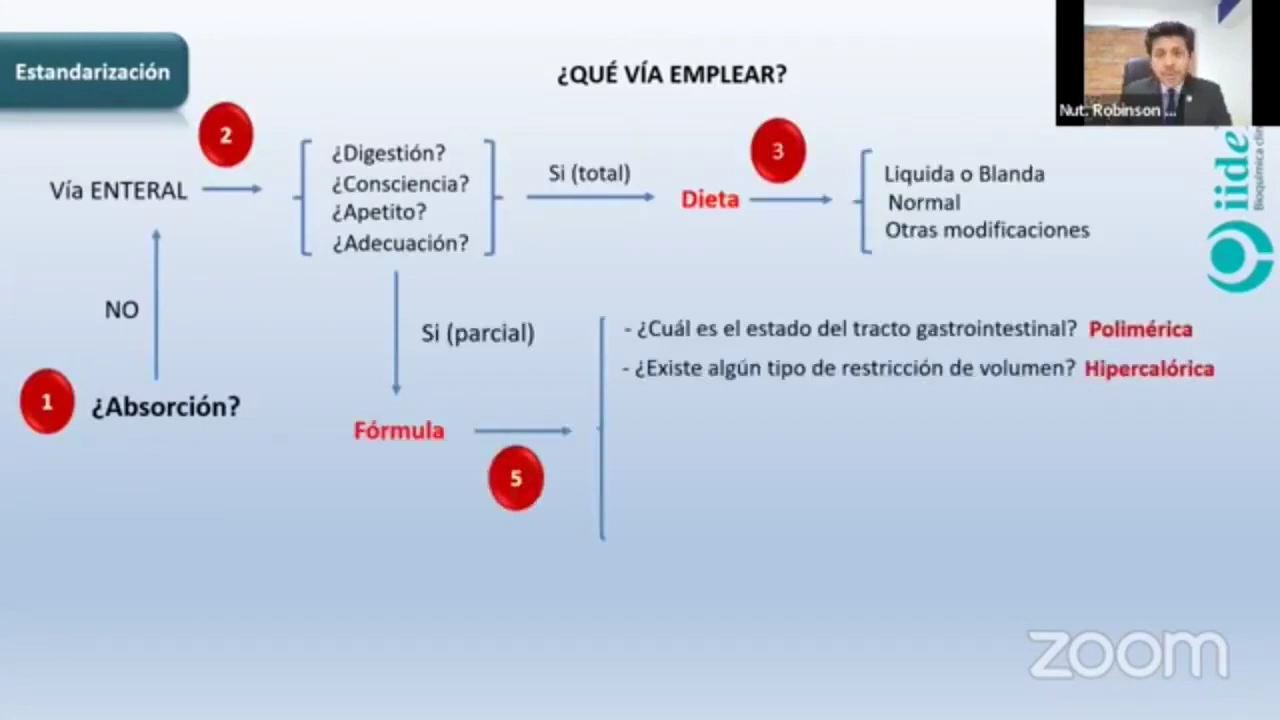 Estandarización
¿QUÉ VÍA EMPLEAR?
Nut. Robinson ...
2
3
¿Digestión?
¿Consciencia?
¿Apetito?
¿Adecuación?
Vía ENTERAL
Si (total)
Dieta
Liquida o Blanda
Normal
Otras modificaciones
iide
NO
Si (parcial)
- ¿Cuál es el estado del tracto gastrointestinal? Polimérica
- ¿Existe algún tipo de restricción de volumen? Hipercalórica
1
¿Absorción?
Fórmula
5
zoom